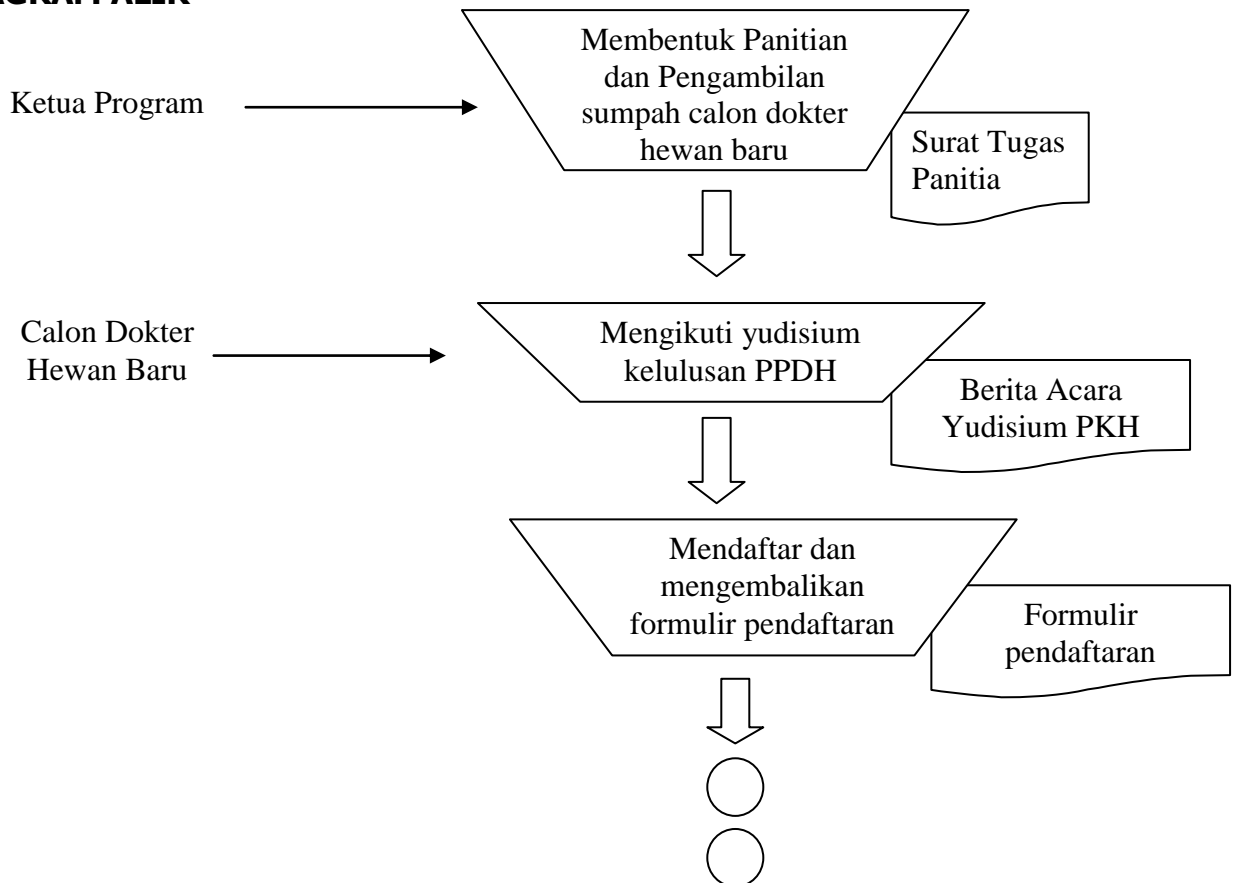 Membentuk Panitian
dan Pengambilan
sumpah calon dokter
hewan baru
Ketua Program
Surat Tugas
Panitia
Calon Dokter
Hewan Baru
Mengikuti yudisium
kelulusan PPDH
Berita Acara
Yudisium PKH
Mendaftar dan
mengembalikan
formulir pendaftaran
Formulir
pendaftaran